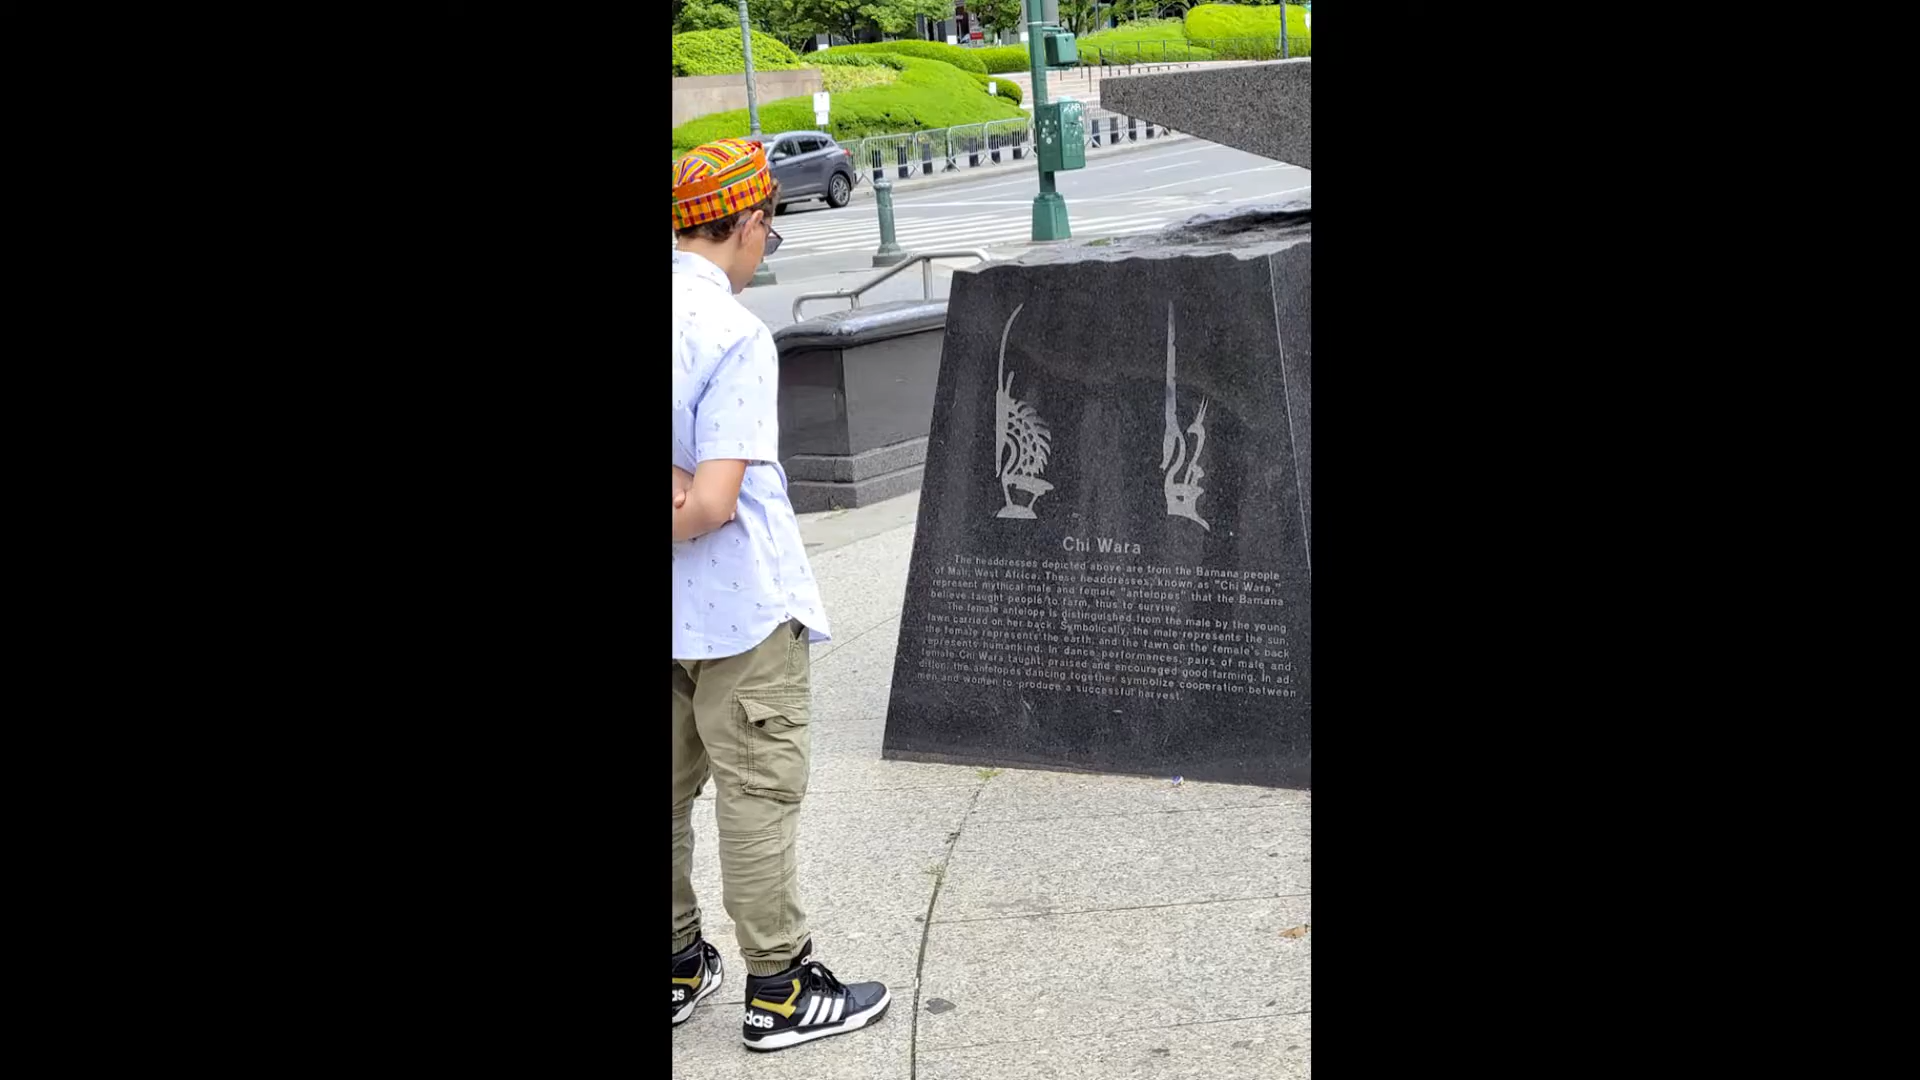 Chi Wara
The headdresses depicted above are from the Bamana people
of Mali, West Africa. These headdresses, known as "Chi Wara,"
represent mythical male and female "antelopes" that the Bamana
believe taught people to farm, thus to survive.
The female antelope is distinguished from the male by the young
fawn carried on her back. Symbolically, the male represents the sun,
the female represents the earth, and the fawn on the female's back
represents humankind. In dance performances, pairs of male and
female Chi Wara taught, praised and encouraged good farming. In ad-
dition, the antelopes dancing together symbolize cooperation between
men and women to produce a successful harvest.
as
das